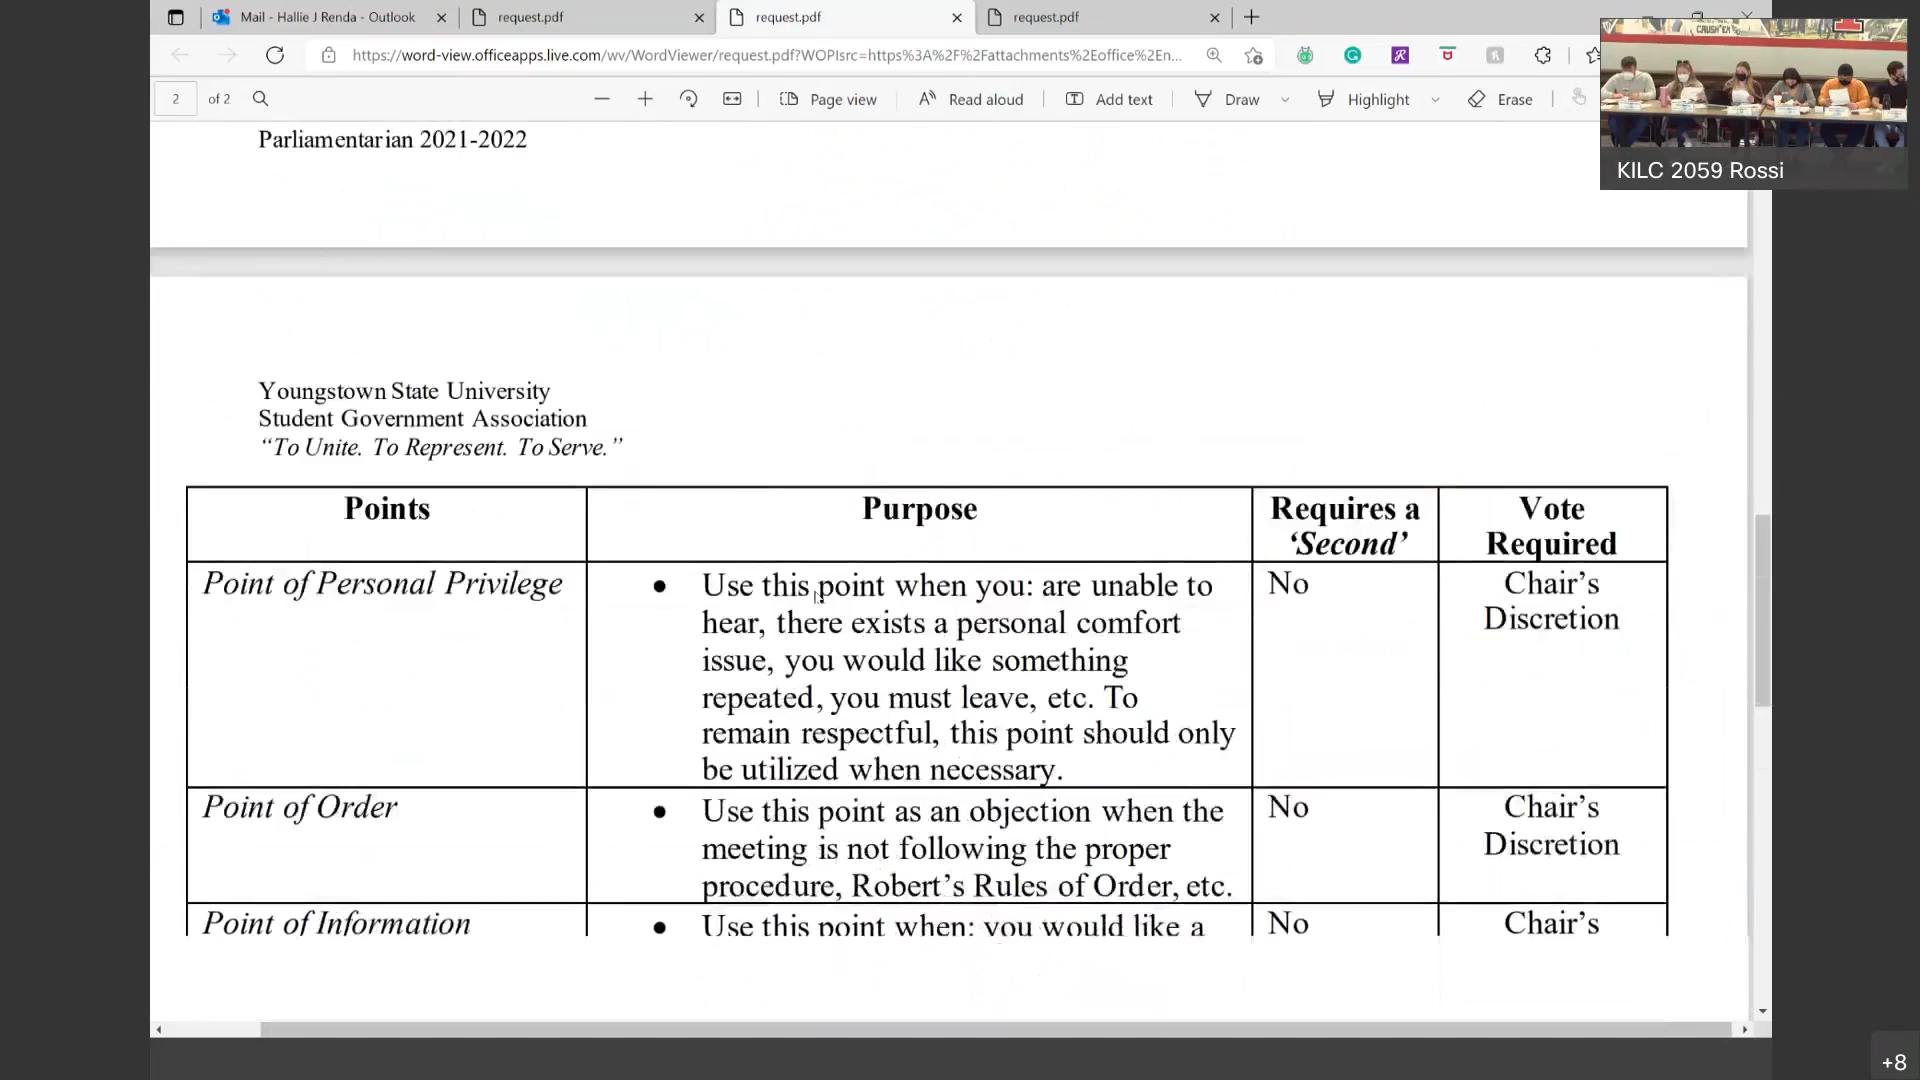 Mail - Hallie J Renda - Outlook
request.pdf
request.pdf
request.pdf
https://word-view.officeapps.live.com/wv/WordViewer/request.pdf?WOPIsrc=https%3A%2F%2Fattachments%2Eoffice%2En...
2 of 2
Page view
Read aloud
Add text
Draw
Highlight
Erase
KILC 2059 Rossi
Parliamentarian 2021-2022
Youngstown State University
Student Government Association
“To Unite. To Represent. To Serve.”
Points
Purpose
Requires a
‘Second’
Vote
Required
Point of Personal Privilege
• Use this point when you: are unable to
hear, there exists a personal comfort
issue, you would like something
repeated, you must leave, etc. To
remain respectful, this point should only
be utilized when necessary.
No
Chair’s
Discretion
Point of Order
• Use this point as an objection when the
meeting is not following the proper
procedure, Robert’s Rules of Order, etc.
No
Chair’s
Discretion
Point of Information
• Use this point when: you would like a
No
Chair’s
+8